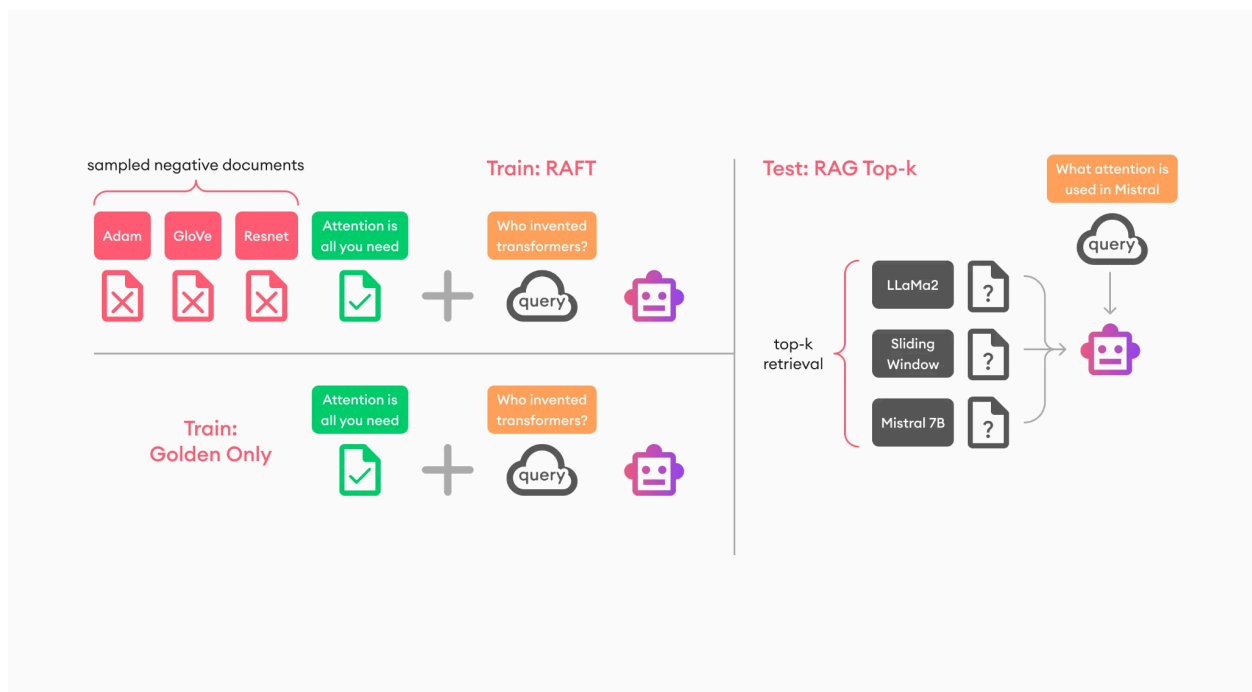 sampled negative documents
Train: RAFT
Adam
GloVe
Resnet
Attention is
all you need
Who invented
transformers?
query
Train:
Golden Only
Attention is
all you need
Who invented
transformers?
query
Test: RAG Top-k
What attention is
used in Mistral
query
top-k
retrieval
LLaMa2
?
Sliding
Window
?
Mistral 7B
?